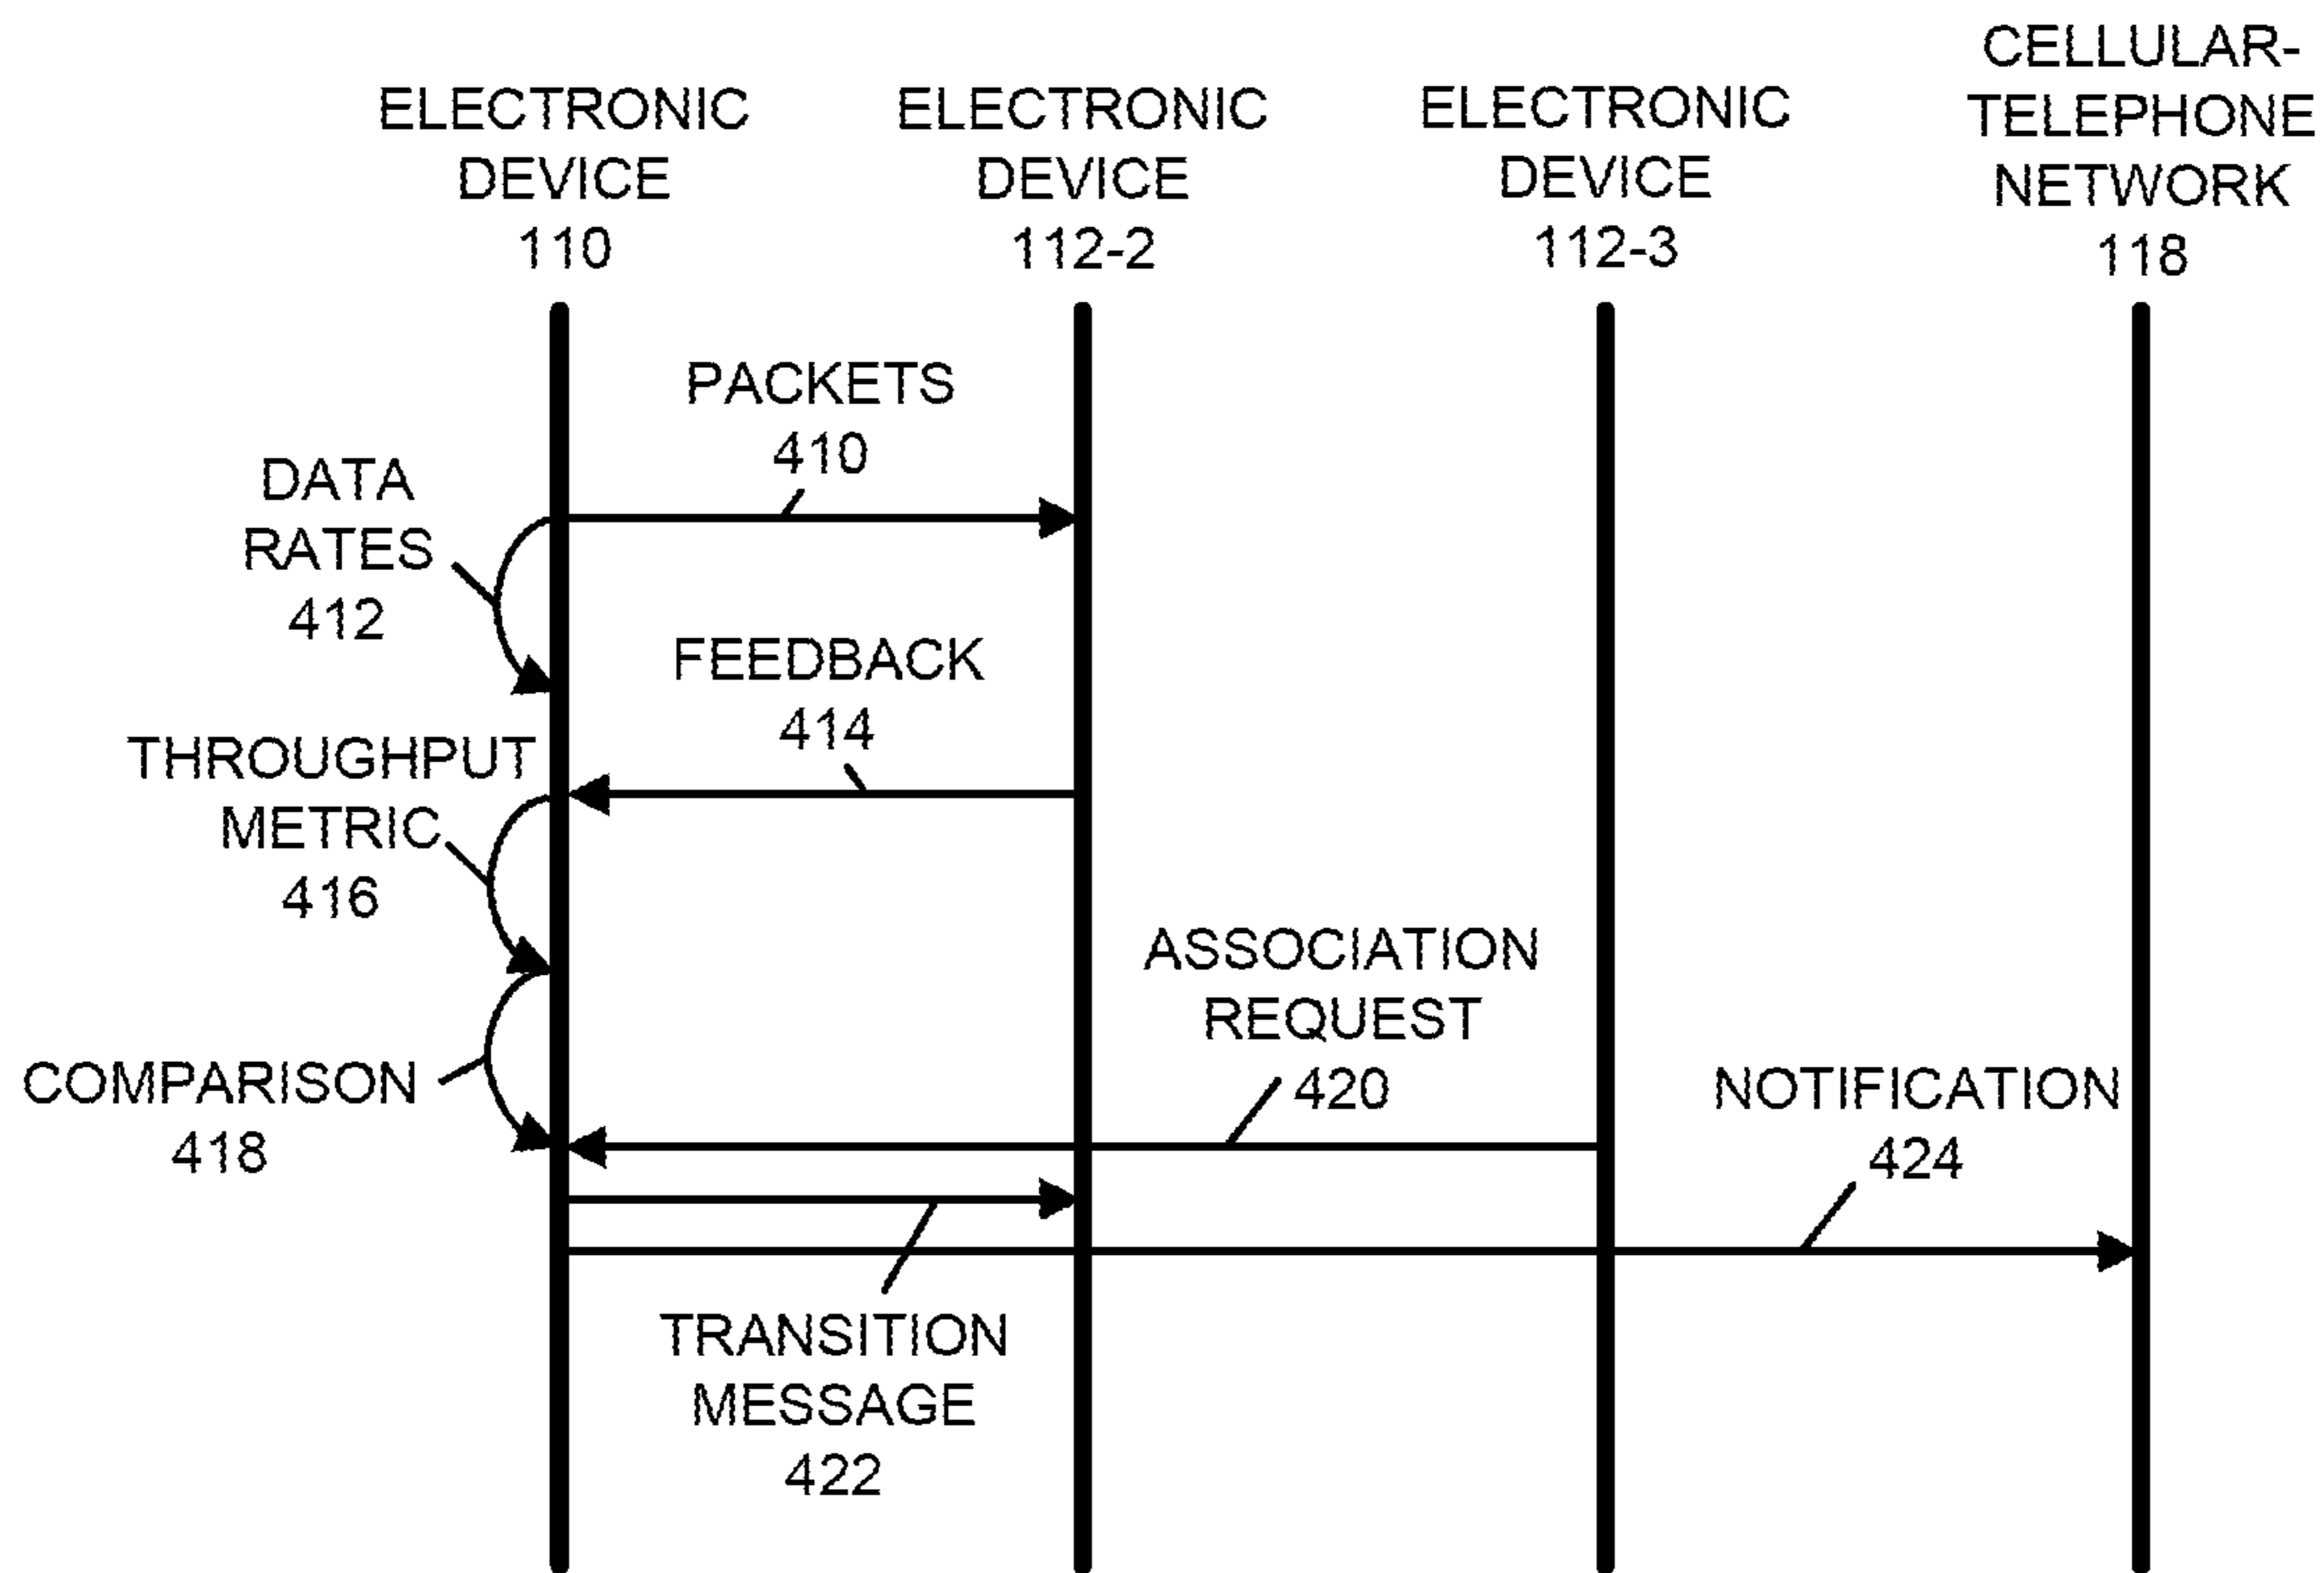 ELECTRONIC
DEVICE
110
ELECTRONIC
DEVICE
112-2
ELECTRONIC
DEVICE
112-3
CELLULAR-
TELEPHONE
NETWORK
118
PACKETS
410
DATA
RATES
412
FEEDBACK
414
THROUGHPUT
METRIC
416
ASSOCIATION
REQUEST
420
COMPARISON
418
NOTIFICATION
424
TRANSITION
MESSAGE
422